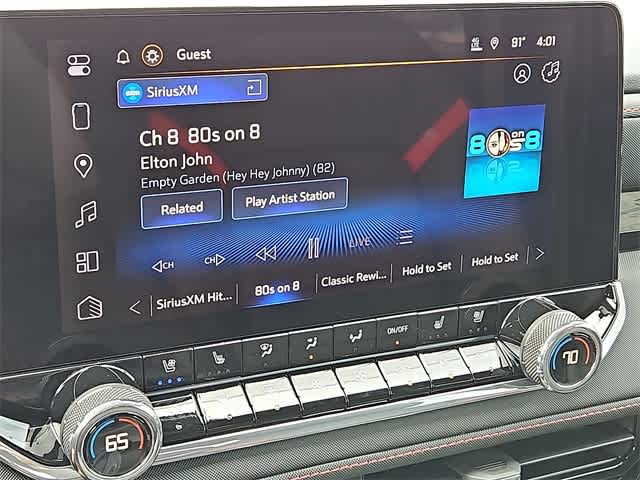 Guest
4G LTE 91° 4:01
SiriusXM
Ch 8 80s on 8
Elton John
Empty Garden (Hey Hey Johnny) (82)
Related
Play Artist Station
80s on 8
CH
CH
LIVE
SiriusXM Hit...
80s on 8
Classic Rewi...
Hold to Set
Hold to Set
ON/OFF
65
70